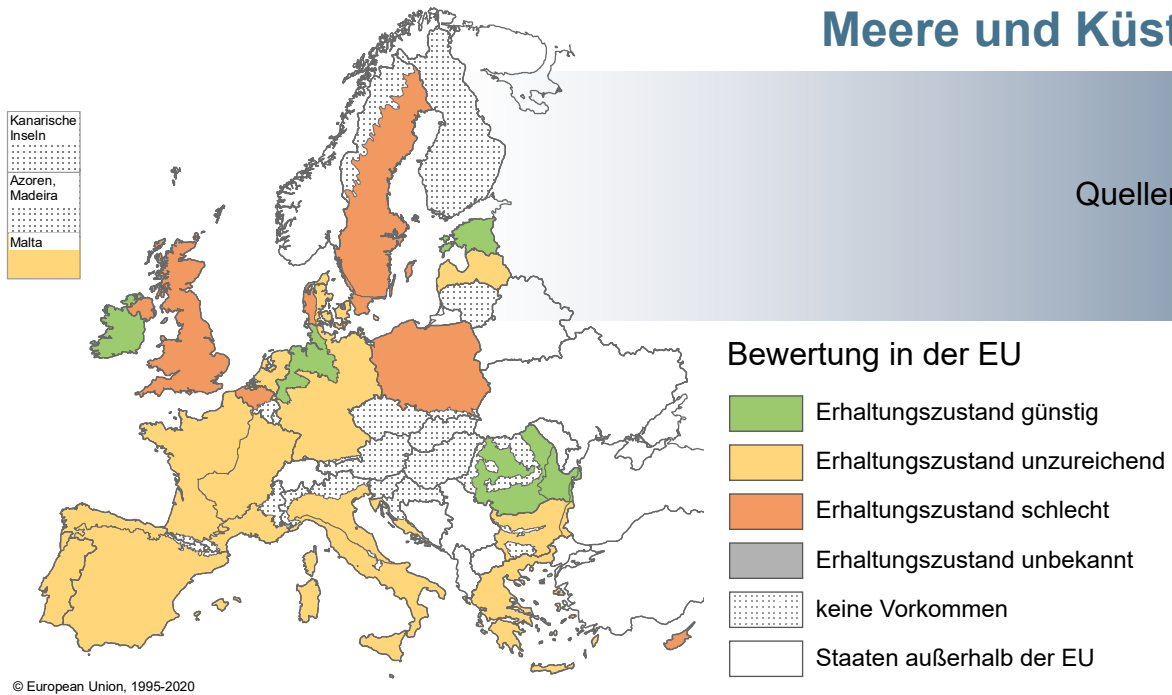 Meere und Küst
Kanarische
Inseln
Azoren,
Madeira
Malta
Quellen
Bewertung in der EU
Erhaltungszustand günstig
Erhaltungszustand unzureichend
Erhaltungszustand schlecht
Erhaltungszustand unbekannt
keine Vorkommen
Staaten außerhalb der EU
© European Union, 1995-2020